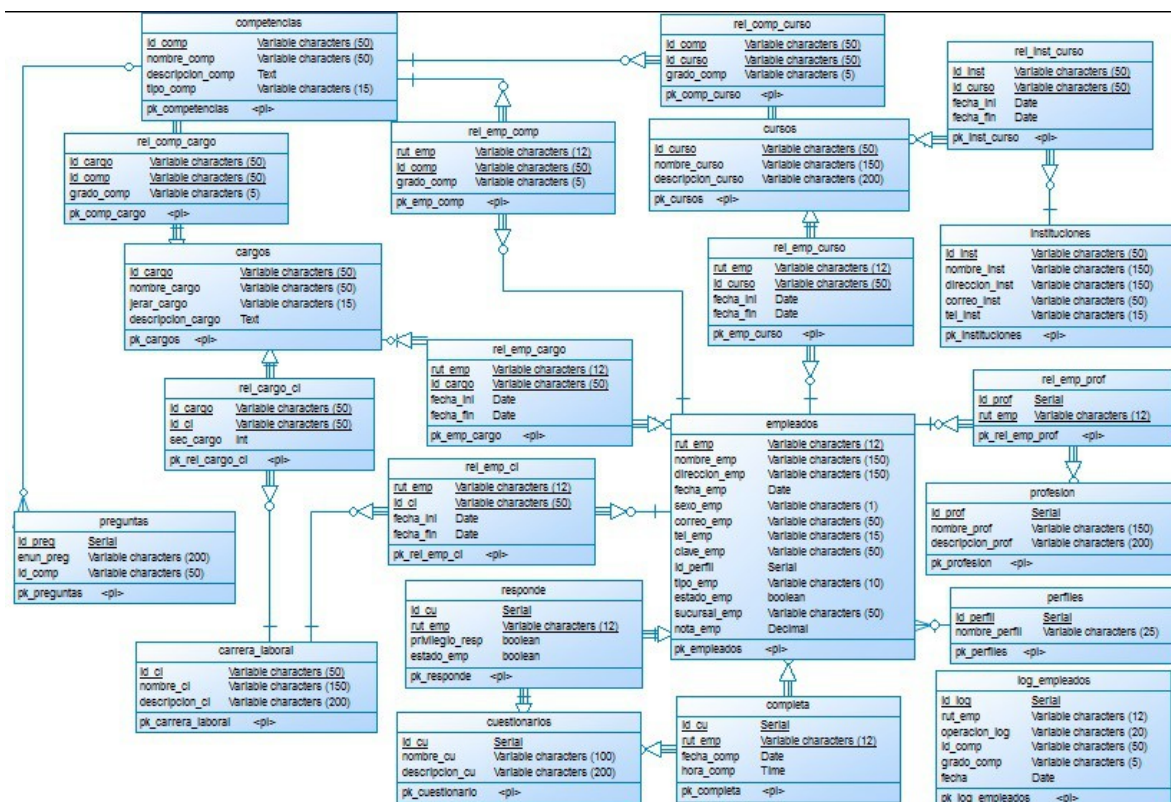 competencias
id_comp Variable characters (50)
nombre_comp Variable characters (50)
descripcion_comp Text
tipo_comp Variable characters (15)
pk_competencias <pi>
rel_comp_curso
id_comp Variable characters (50)
id_curso Variable characters (50)
grado_comp Variable characters (5)
pk_comp_curso <pi>
rel_inst_curso
id_inst Variable characters (50)
id_curso Variable characters (50)
fecha_ini Date
fecha_fin Date
pk_inst_curso <pi>
rel_comp_cargo
id_cargo Variable characters (50)
id_comp Variable characters (50)
grado_comp Variable characters (5)
pk_comp_cargo <pi>
rel_emp_comp
rut_emp Variable characters (12)
id_comp Variable characters (50)
grado_comp Variable characters (5)
pk_emp_comp <pi>
cursos
id_curso Variable characters (50)
nombre_curso Variable characters (150)
descripcion_curso Variable characters (200)
pk_cursos <pi>
cargos
id_cargo Variable characters (50)
nombre_cargo Variable characters (50)
jerar_cargo Variable characters (15)
descripcion_cargo Text
pk_cargos <pi>
rel_emp_curso
rut_emp Variable characters (12)
id_curso Variable characters (50)
fecha_ini Date
fecha_fin Date
pk_emp_curso <pi>
instituciones
id_inst Variable characters (50)
nombre_inst Variable characters (150)
direccion_inst Variable characters (150)
correo_inst Variable characters (50)
tel_inst Variable characters (15)
pk_instituciones <pi>
rel_emp_cargo
rut_emp Variable characters (12)
id_cargo Variable characters (50)
fecha_ini Date
fecha_fin Date
pk_emp_cargo <pi>
rel_cargo_cl
id_cargo Variable characters (50)
id_cl Variable characters (50)
sec_cargo Int
pk_rel_cargo_cl <pi>
rel_emp_prof
id_prof Serial
rut_emp Variable characters (12)
pk_rel_emp_prof <pi>
empleados
rut_emp Variable characters (12)
nombre_emp Variable characters (150)
direccion_emp Variable characters (150)
fecha_emp Date
sexo_emp Variable characters (1)
correo_emp Variable characters (50)
tel_emp Variable characters (15)
clave_emp Variable characters (50)
id_perfil Serial
tipo_emp Variable characters (10)
estado_emp boolean
sucursal_emp Variable characters (50)
nota_emp Decimal
pk_empleados <pi>
rel_emp_cl
rut_emp Variable characters (12)
id_cl Variable characters (50)
fecha_ini Date
fecha_fin Date
pk_rel_emp_cl <pi>
profesion
id_prof Serial
nombre_prof Variable characters (150)
descripcion_prof Variable characters (200)
pk_profesion <pi>
preguntas
id_preg Serial
enun_preg Variable characters (200)
id_comp Variable characters (50)
pk_preguntas <pi>
responde
id_cu Serial
rut_emp Variable characters (12)
privilegio_resp boolean
estado_emp boolean
pk_responde <pi>
perfiles
id_perfil Serial
nombre_perfil Variable characters (25)
pk_perfiles <pi>
carrera_laboral
id_cl Variable characters (50)
nombre_cl Variable characters (150)
descripcion_cl Variable characters (200)
pk_carrera_laboral <pi>
cuestionarios
id_cu Serial
nombre_cu Variable characters (100)
descripcion_cu Variable characters (200)
pk_cuestionario <pi>
completa
id_cu Serial
rut_emp Variable characters (12)
fecha_comp Date
hora_comp Time
pk_completa <pi>
log_empleados
id_log Serial
rut_emp Variable characters (12)
operacion_log Variable characters (20)
id_comp Variable characters (50)
grado_comp Variable characters (5)
fecha Date
pk_log_empleados <pi>